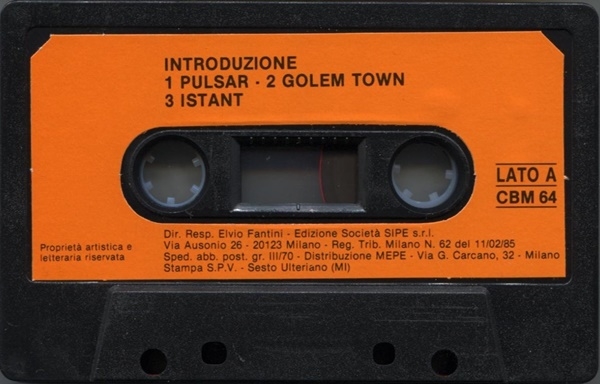 INTRODUZIONE
1 PULSAR - 2 GOLEM TOWN
3 ISTANT
LATO A
CBM 64
Dir. Resp. Elvio Fantini - Edizione Società SIPE s.r.l.
Via Ausonio 26 - 20123 Milano - Reg. Trib. Milano N. 62 del 11/02/85
Sped. abb. post. gr. III/70 - Distribuzione MEPE - Via G. Carcano, 32 - Milano
Stampa S.P.V. - Sesto Ulteriano (MI)
Proprietà artistica e
letteraria riservata